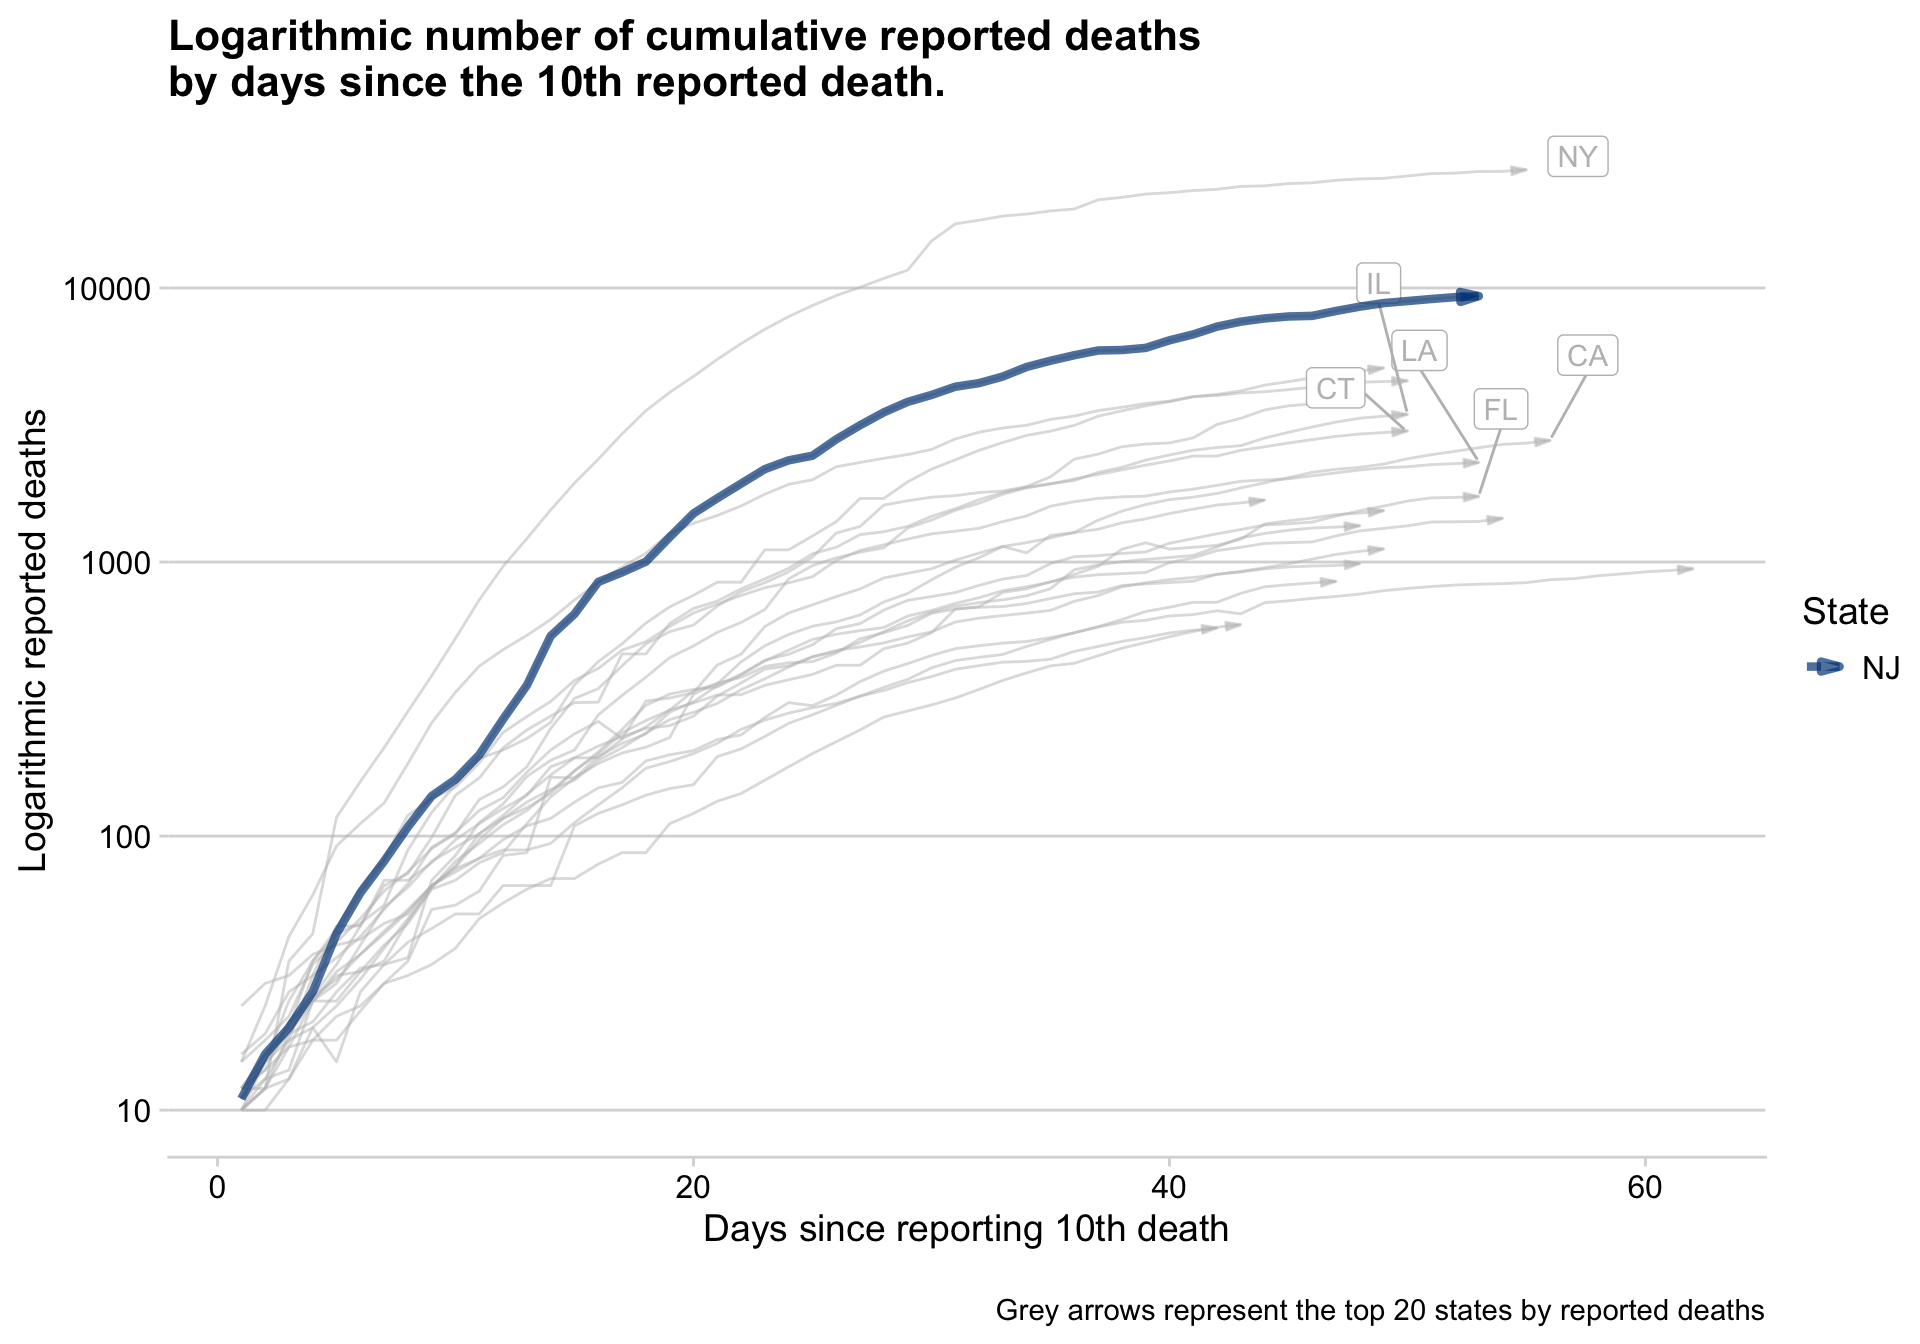 Logarithmic number of cumulative reported deaths
by days since the 10th reported death.
NY
10000
IL
LA
CA
CT
FL
1000
100
10
Logarithmic reported deaths
State
NJ
0 20 40 60
Days since reporting 10th death
Grey arrows represent the top 20 states by reported deaths